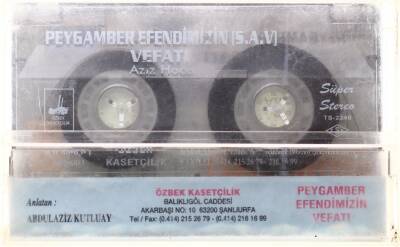 PEYGAMBER EFENDİMİZİN (S.A.V)
VEFATI
Aziz Hoca
Süper
Stereo
KASETÇİLİK
Anlatan :
ABDULAZİZ KUTLUAY
ÖZBEK KASETÇİLİK
BALIKLIGÖL CADDESİ
AKARBAŞI NO: 10 63200 ŞANLIURFA
Tel / Fax: (0.414) 215 26 79 - (0.414) 216 16 99
PEYGAMBER
EFENDİMİZİN
VEFATI